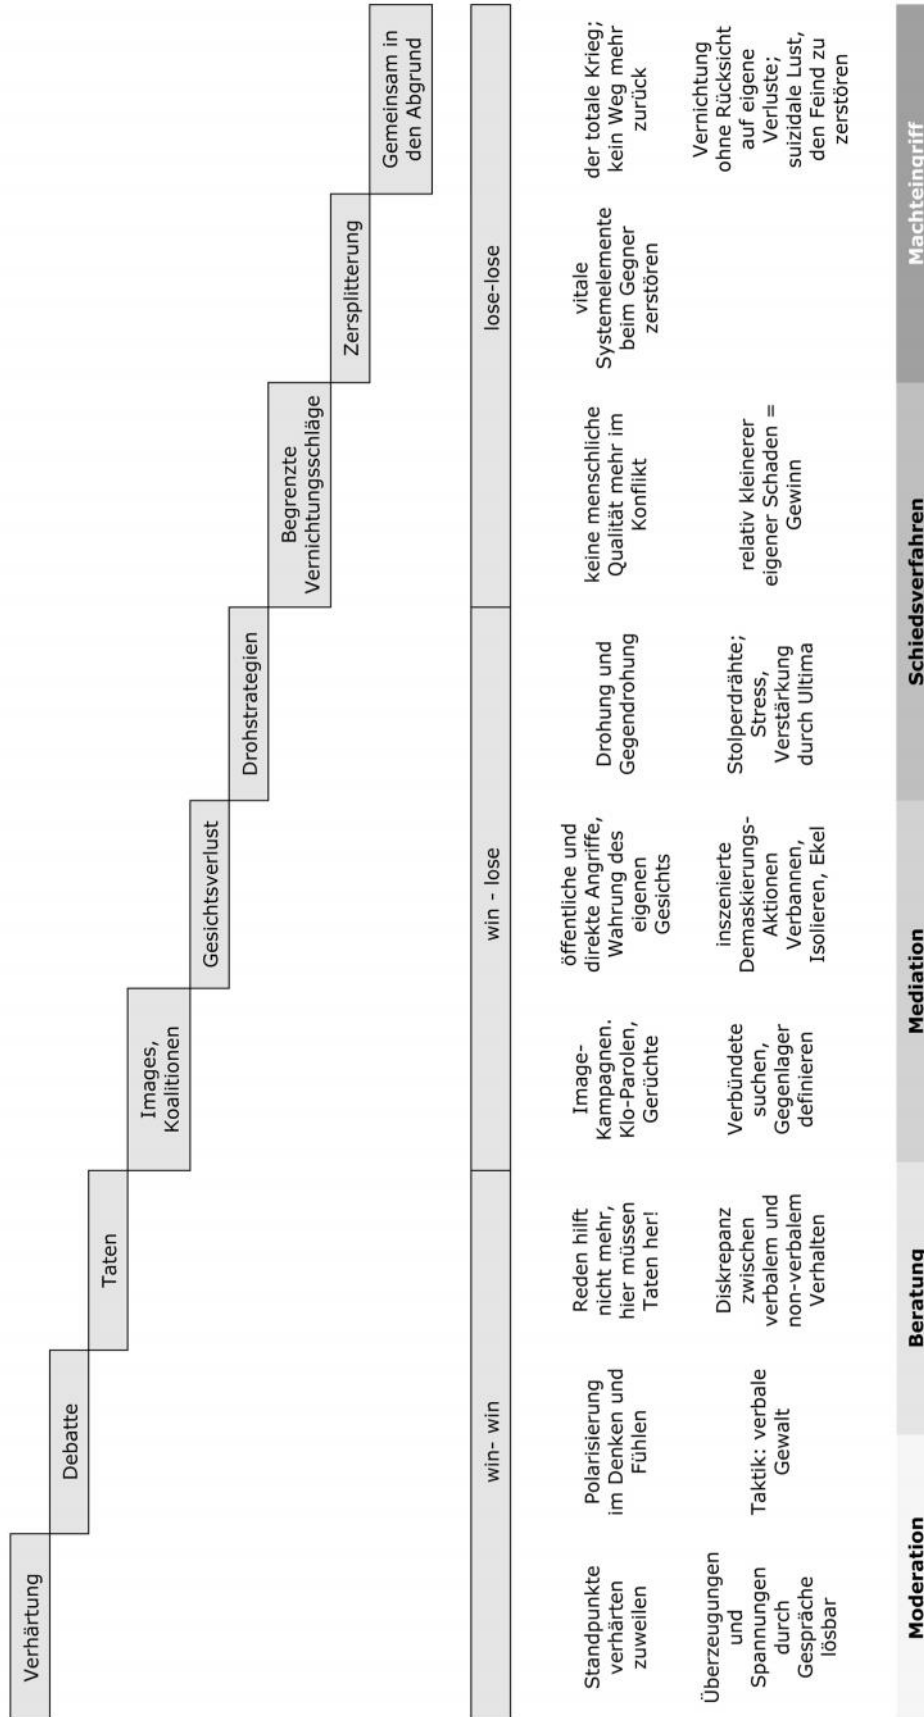 Verhärtung
Debatte
Taten
Images,
Koalitionen
Gesichtsverlust
Drohstrategien
Begrenzte
Vernichtungsschläge
Zersplitterung
Gemeinsam in
den Abgrund
win- win
win - lose
lose-lose
Standpunkte
verhärten
zuweilen
Polarisierung
im Denken und
Fühlen
Reden hilft
nicht mehr,
hier müssen
Taten her!
Image-
Kampagnen.
Klo-Parolen,
Gerüchte
öffentliche und
direkte Angriffe,
Wahrung des
eigenen
Gesichts
Drohung und
Gegendrohung
keine menschliche
Qualität mehr im
Konflikt
vitale
Systemelemente
beim Gegner
zerstören
der totale Krieg;
kein Weg mehr
zurück
Überzeugungen
und
Spannungen
durch
Gespräche
lösbar
Taktik: verbale
Gewalt
Diskrepanz
zwischen
verbalem und
non-verbalem
Verhalten
Verbündete
suchen,
Gegenlager
definieren
inszenierte
Demaskierungs-
Aktionen
Verbannen,
Isolieren, Ekel
Stolperdrähte;
Stress,
Verstärkung
durch Ultima
relativ kleinerer
eigener Schaden =
Gewinn
Vernichtung
ohne Rücksicht
auf eigene
Verluste;
suizidale Lust,
den Feind zu
zerstören
Moderation
Beratung
Mediation
Schiedsverfahren
Machteingriff